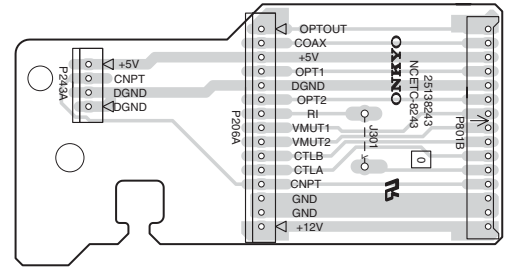 +5V
CNPT
DGND
DGND
P243A
OPTOUT
COAX
+5V
OPT1
DGND
OPT2
RI
VMUT1
VMUT2
CTLB
CTLA
CNPT
GND
GND
+12V
P206A
J301
ONKYO
NCETC-8243
25138243
0
P801B